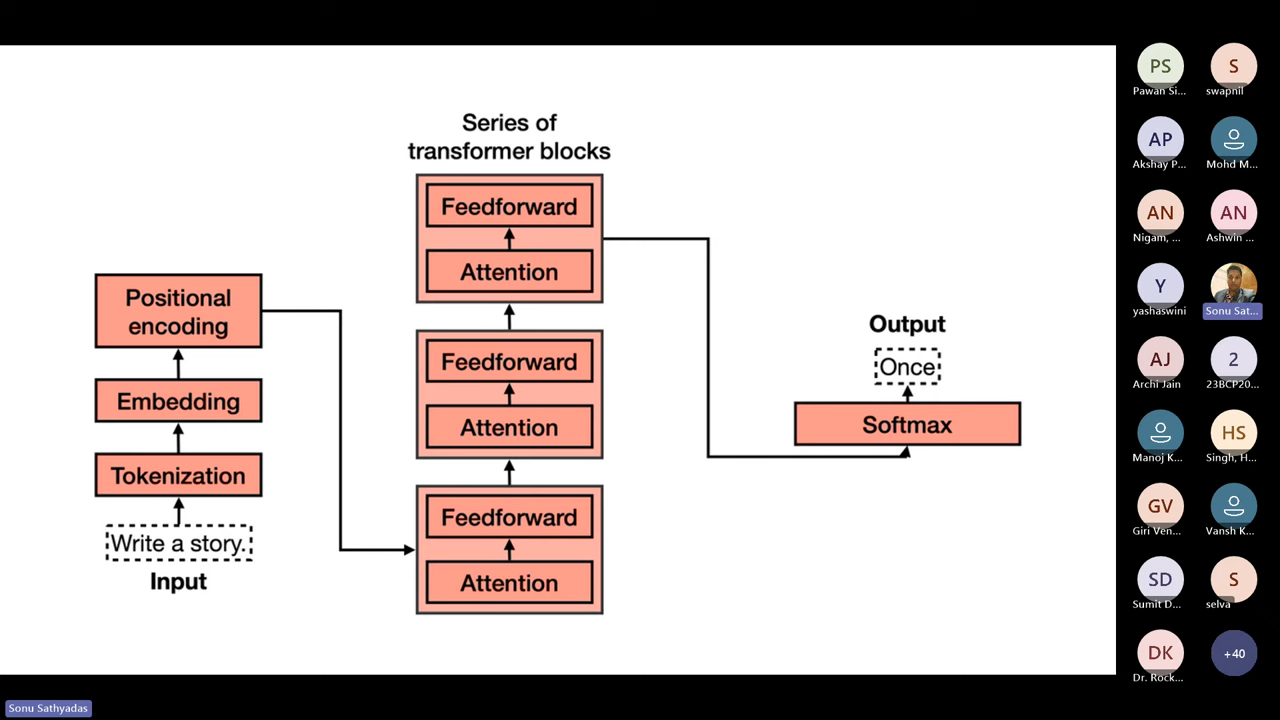 Series of
transformer blocks
Feedforward
Attention
Feedforward
Attention
Feedforward
Attention
Positional
encoding
Embedding
Tokenization
Write a story.
Input
Output
Once
Softmax
PS
Pawan Si...
S
swapnil
AP
Akshay P...
Mohd M...
AN
Nigam, ...
AN
Ashwin ...
Y
yashaswini
Sonu Sat...
AJ
Archi Jain
2
23BCP20...
Manoj K...
HS
Singh, H...
GV
Giri Ven...
Vansh K...
SD
Sumit D...
S
selva
DK
Dr. Rock...
+40
Sonu Sathyadas